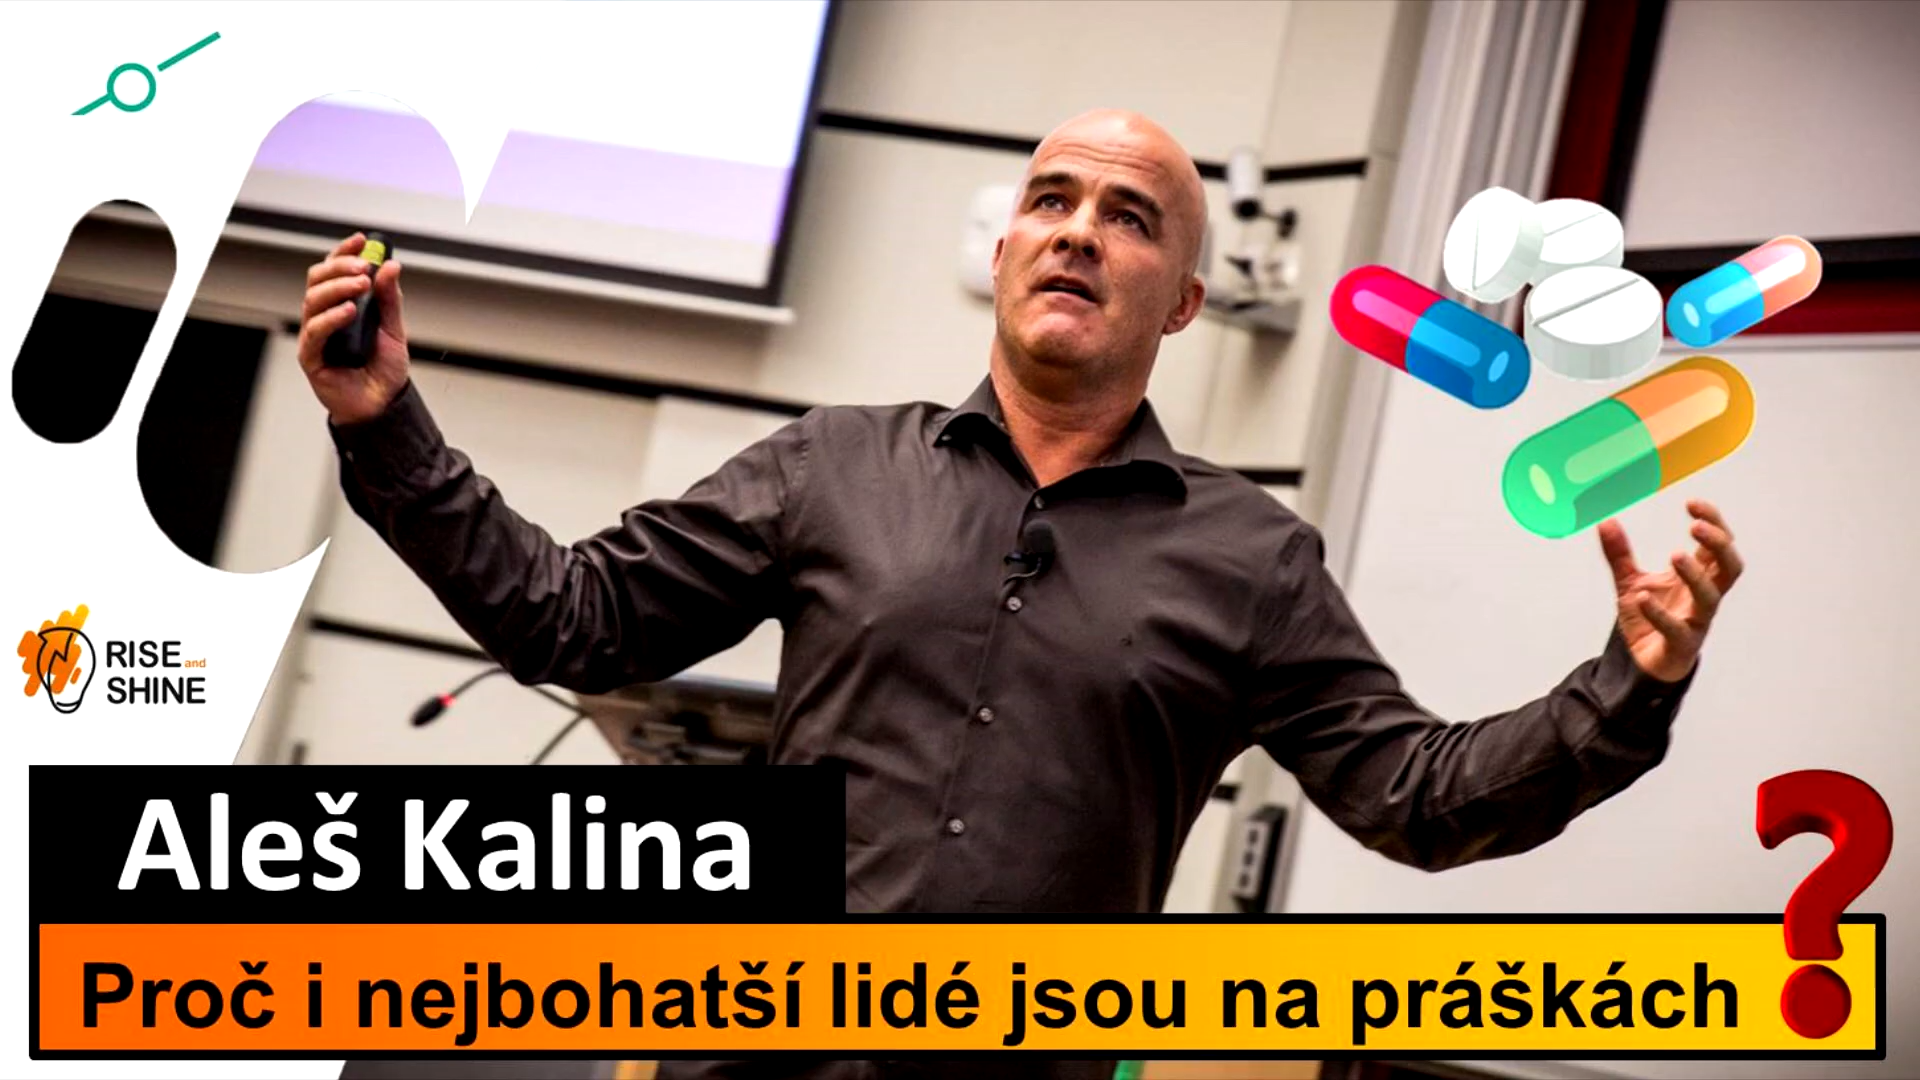 RISE and
SHINE
Aleš Kalina
Proč i nejbohatší lidé jsou na práškách ?